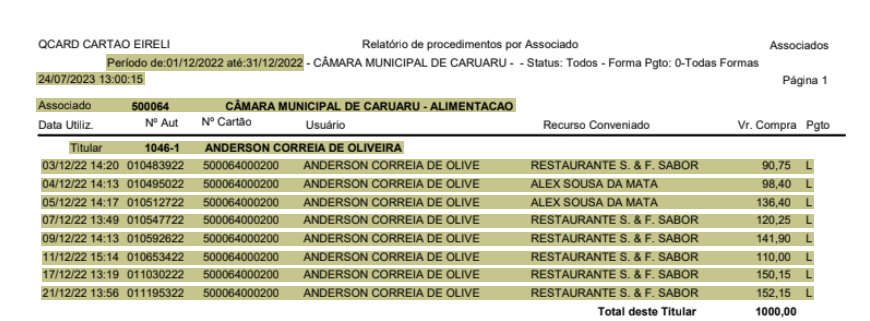 QCARD CARTAO EIRELI Relatório de procedimentos por Associado Associados
Período de:01/12/2022 até:31/12/2022 - CÂMARA MUNICIPAL DE CARUARU - - Status: Todos - Forma Pgto: 0-Todas Formas
24/07/2023 13:00:15 Página 1
Associado 500064 CÂMARA MUNICIPAL DE CARUARU - ALIMENTACAO
Data Utiliz. Nº Aut Nº Cartão Usuário Recurso Conveniado Vr. Compra Pgto
Titular 1046-1 ANDERSON CORREIA DE OLIVEIRA
03/12/22 14:20 010483922 500064000200 ANDERSON CORREIA DE OLIVE RESTAURANTE S. & F. SABOR 90,75 L
04/12/22 14:13 010495022 500064000200 ANDERSON CORREIA DE OLIVE ALEX SOUSA DA MATA 98,40 L
05/12/22 14:17 010512722 500064000200 ANDERSON CORREIA DE OLIVE ALEX SOUSA DA MATA 136,40 L
07/12/22 13:49 010547722 500064000200 ANDERSON CORREIA DE OLIVE RESTAURANTE S. & F. SABOR 120,25 L
09/12/22 14:13 010592622 500064000200 ANDERSON CORREIA DE OLIVE RESTAURANTE S. & F. SABOR 141,90 L
11/12/22 15:14 010653422 500064000200 ANDERSON CORREIA DE OLIVE RESTAURANTE S. & F. SABOR 110,00 L
17/12/22 13:19 011030222 500064000200 ANDERSON CORREIA DE OLIVE RESTAURANTE S. & F. SABOR 150,15 L
21/12/22 13:56 011195322 500064000200 ANDERSON CORREIA DE OLIVE RESTAURANTE S. & F. SABOR 152,15 L
Total deste Titular 1000,00